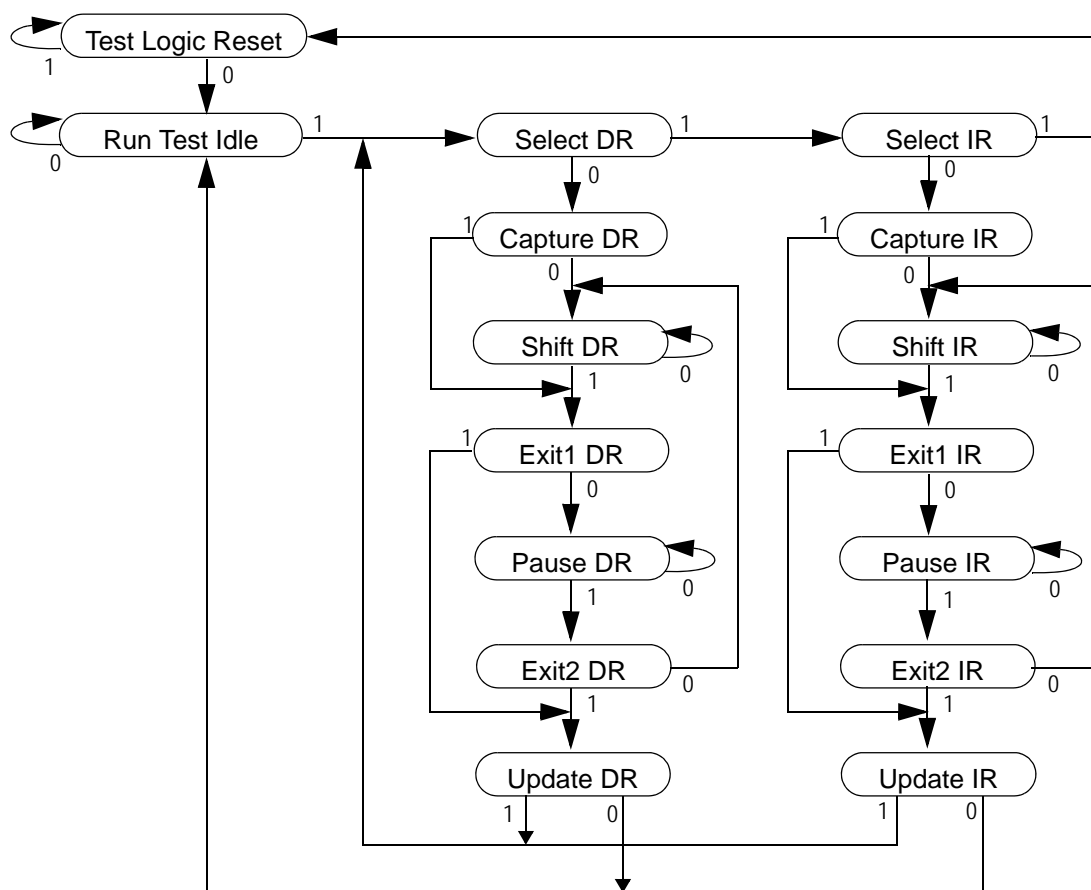 Test Logic Reset
1
0
Run Test Idle
1
0
Select DR
1
0
Select IR
1
0
1
Capture DR
0
1
Capture IR
0
Shift DR
0
1
Shift IR
0
1
1
Exit1 DR
0
1
Exit1 IR
0
Pause DR
0
1
Pause IR
0
1
Exit2 DR
0
1
Exit2 IR
0
1
Update DR
1
0
Update IR
1
0